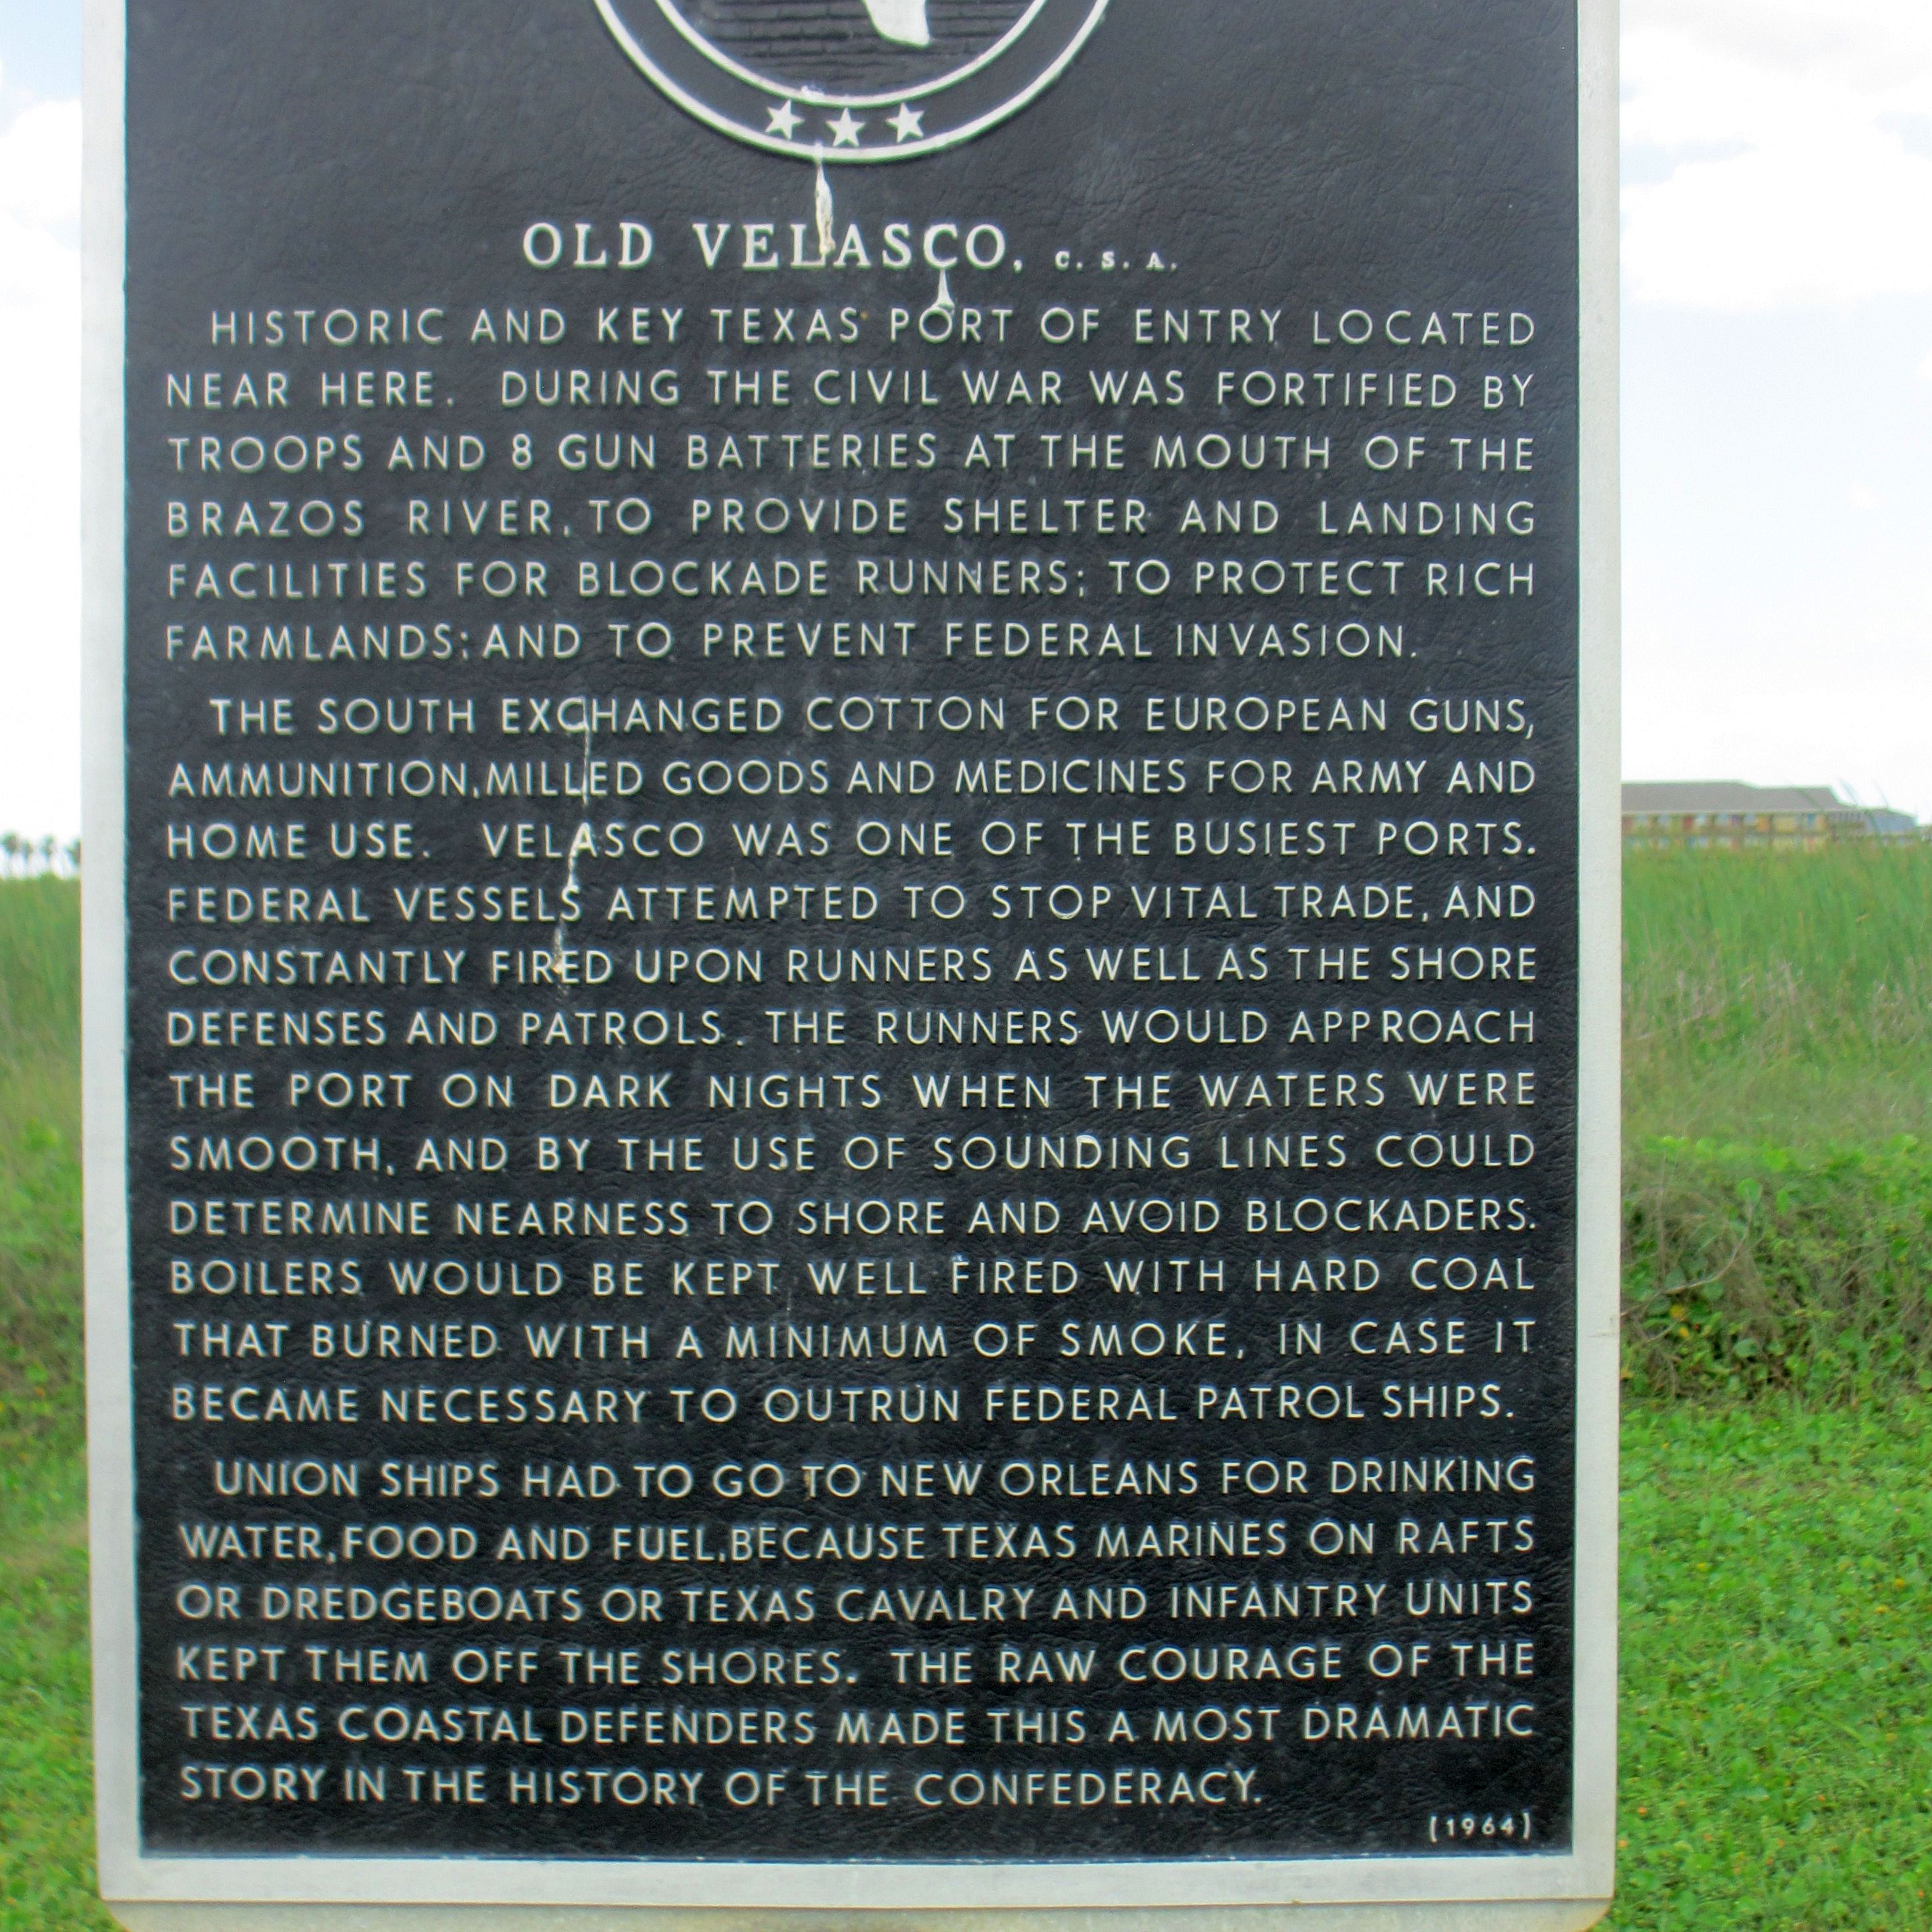 OLD VELASCO, C. S. A.
HISTORIC AND KEY TEXAS PORT OF ENTRY LOCATED
NEAR HERE. DURING THE CIVIL WAR WAS FORTIFIED BY
TROOPS AND 8 GUN BATTERIES AT THE MOUTH OF THE
BRAZOS RIVER, TO PROVIDE SHELTER AND LANDING
FACILITIES FOR BLOCKADE RUNNERS; TO PROTECT RICH
FARMLANDS; AND TO PREVENT FEDERAL INVASION.
THE SOUTH EXCHANGED COTTON FOR EUROPEAN GUNS,
AMMUNITION, MILLED GOODS AND MEDICINES FOR ARMY AND
HOME USE. VELASCO WAS ONE OF THE BUSIEST PORTS.
FEDERAL VESSELS ATTEMPTED TO STOP VITAL TRADE, AND
CONSTANTLY FIRED UPON RUNNERS AS WELL AS THE SHORE
DEFENSES AND PATROLS. THE RUNNERS WOULD APPROACH
THE PORT ON DARK NIGHTS WHEN THE WATERS WERE
SMOOTH, AND BY THE USE OF SOUNDING LINES COULD
DETERMINE NEARNESS TO SHORE AND AVOID BLOCKADERS.
BOILERS WOULD BE KEPT WELL FIRED WITH HARD COAL
THAT BURNED WITH A MINIMUM OF SMOKE, IN CASE IT
BECAME NECESSARY TO OUTRUN FEDERAL PATROL SHIPS.
UNION SHIPS HAD TO GO TO NEW ORLEANS FOR DRINKING
WATER, FOOD AND FUEL, BECAUSE TEXAS MARINES ON RAFTS
OR DREDGEBOATS OR TEXAS CAVALRY AND INFANTRY UNITS
KEPT THEM OFF THE SHORES. THE RAW COURAGE OF THE
TEXAS COASTAL DEFENDERS MADE THIS A MOST DRAMATIC
STORY IN THE HISTORY OF THE CONFEDERACY.
(1964)